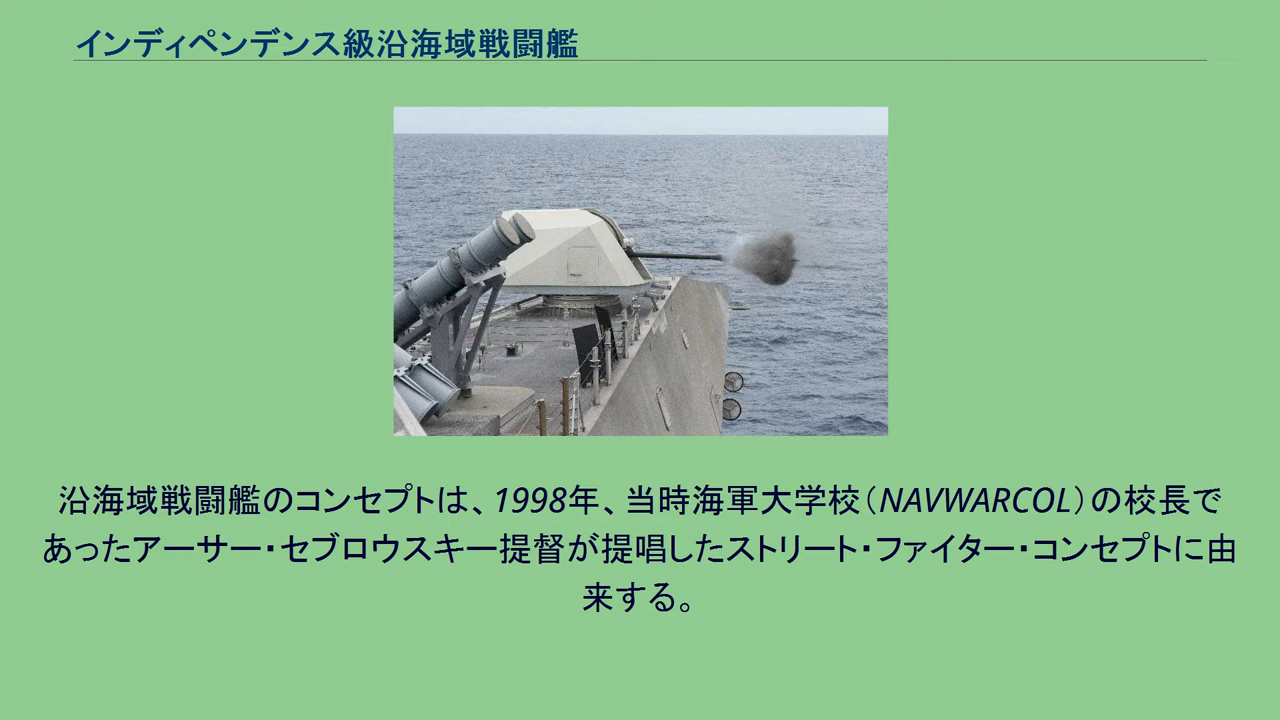 インディペンデンス級沿海域戦闘艦
沿海域戦闘艦のコンセプトは、1998年、当時海軍大学校（NAVWARCOL）の校長で
あったアーサー・セブロウスキー提督が提唱したストリート・ファイター・コンセプトに由
来する。